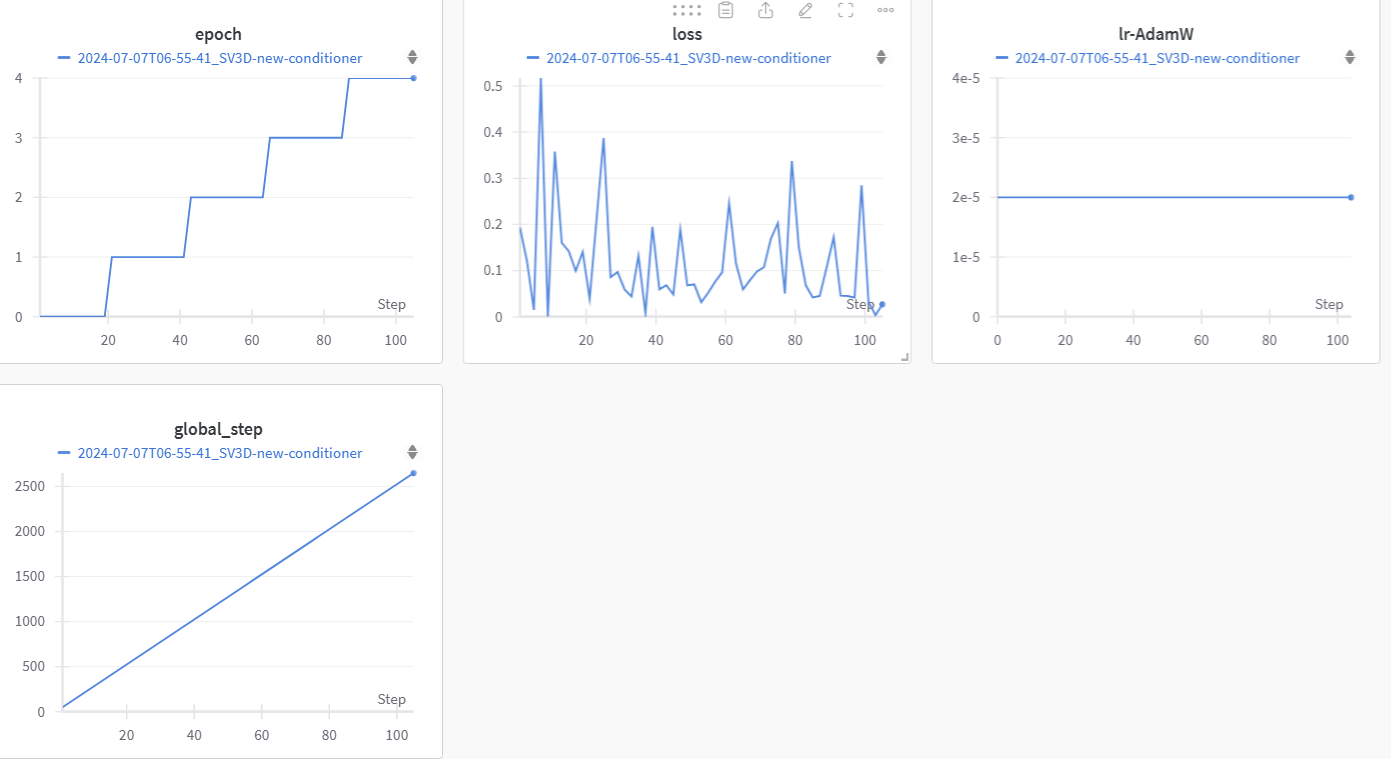 epoch
2024-07-07T06-55-41_SV3D-new-conditioner
4
3
2
1
0
Step
20 40 60 80 100
loss
2024-07-07T06-55-41_SV3D-new-conditioner
0.5
0.4
0.3
0.2
0.1
0
Step
20 40 60 80 100
lr-AdamW
2024-07-07T06-55-41_SV3D-new-conditioner
4e-5
3e-5
2e-5
1e-5
0
Step
0 20 40 60 80 100
global_step
2024-07-07T06-55-41_SV3D-new-conditioner
2500
2000
1500
1000
500
0
Step
20 40 60 80 100